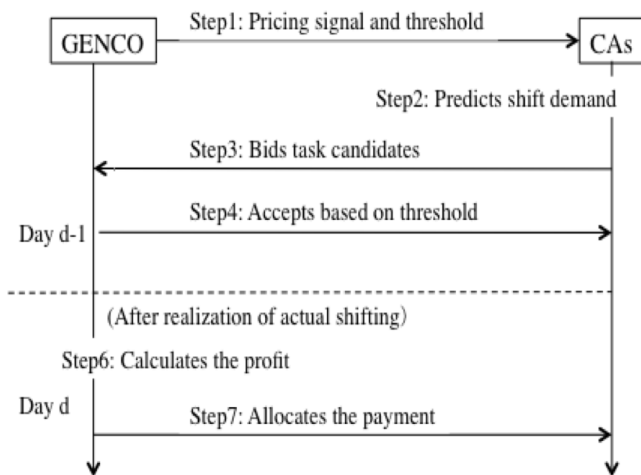 Step1: Pricing signal and threshold
GENCO
CAs
Step2: Predicts shift demand
Step3: Bids task candidates
Step4: Accepts based on threshold
Day d-1
(After realization of actual shifting）
Step6: Calculates the profit
Day d
Step7: Allocates the payment